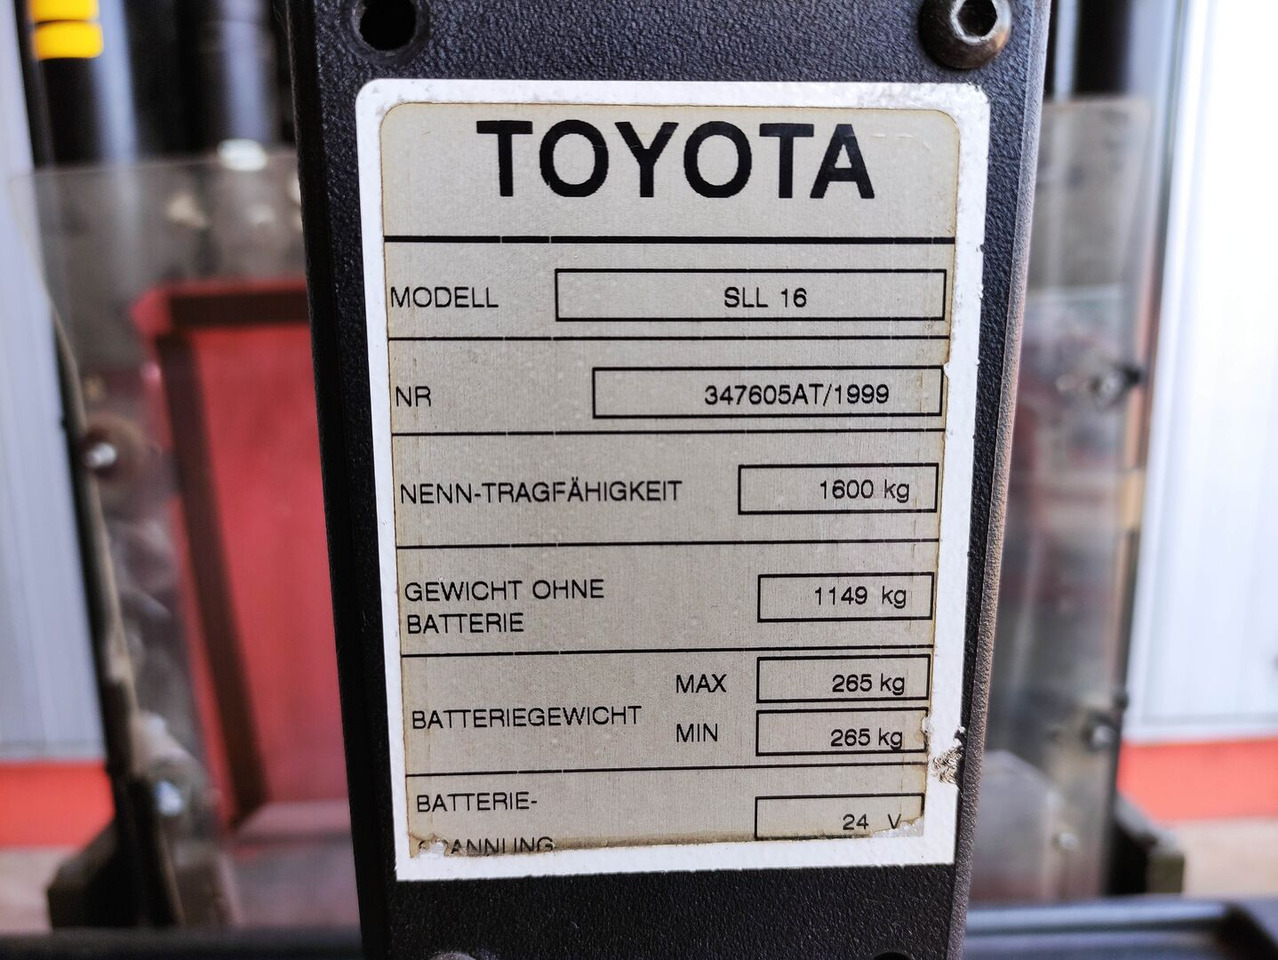 TOYOTA
MODELL SLL 16
NR 347605AT/1999
NENN-TRAGFÄHIGKEIT 1600 kg
GEWICHT OHNE
BATTERIE 1149 kg
BATTERIEGEWICHT
MAX 265 kg
MIN 265 kg
BATTERIE-
SPANNUNG 24 V